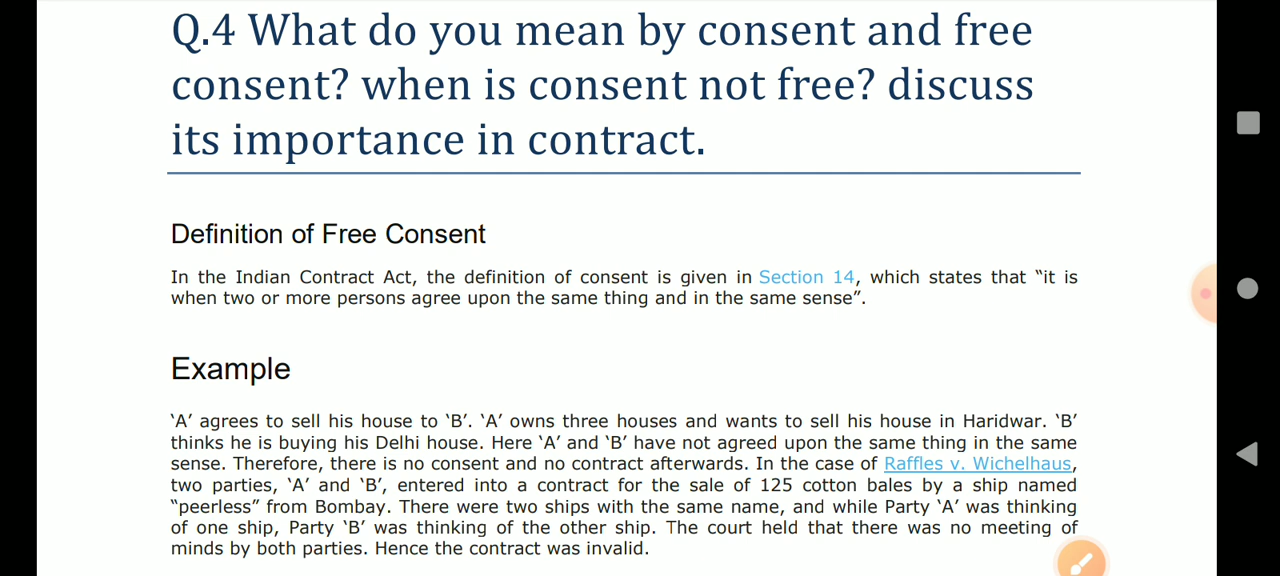 Q.4 What do you mean by consent and free
consent? when is consent not free? discuss
its importance in contract.
Definition of Free Consent
In the Indian Contract Act, the definition of consent is given in Section 14, which states that “it is
when two or more persons agree upon the same thing and in the same sense”.
Example
‘A’ agrees to sell his house to ‘B’. ‘A’ owns three houses and wants to sell his house in Haridwar. ‘B’
thinks he is buying his Delhi house. Here ‘A’ and ‘B’ have not agreed upon the same thing in the same
sense. Therefore, there is no consent and no contract afterwards. In the case of Raffles v. Wichelhaus,
two parties, ‘A’ and ‘B’, entered into a contract for the sale of 125 cotton bales by a ship named
“peerless” from Bombay. There were two ships with the same name, and while Party ‘A’ was thinking
of one ship, Party ‘B’ was thinking of the other ship. The court held that there was no meeting of
minds by both parties. Hence the contract was invalid.